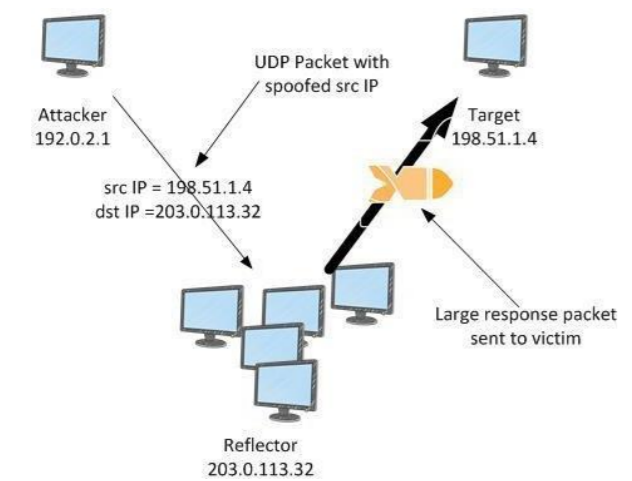 UDP Packet with
spoofed src IP
Attacker
192.0.2.1
Target
198.51.1.4
src IP = 198.51.1.4
dst IP =203.0.113.32
Large response packet
sent to victim
Reflector
203.0.113.32